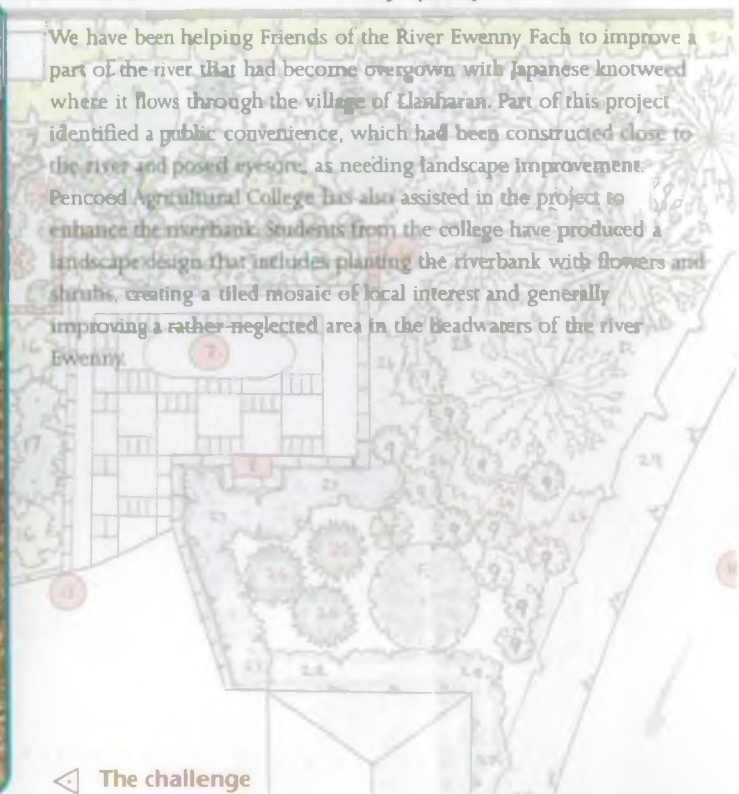 We have been helping Friends of the River Ewenny Fach to improve a
part of the river that had become overgown with Japanese knotweed
where it flows through the village of Llanharan. Part of this project
identified a public convenience, which had been constructed close to
the river and posed eyesore, as needing landscape improvement.
Pencoed Agricultural College has also assisted in the project to
enhance the riverbank. Students from the college have produced a
landscape design that includes planting the riverbank with flowers and
shrubs, creating a tiled mosaic of local interest and generally
improving a rather neglected area in the headwaters of the river
Ewenny.
The challenge